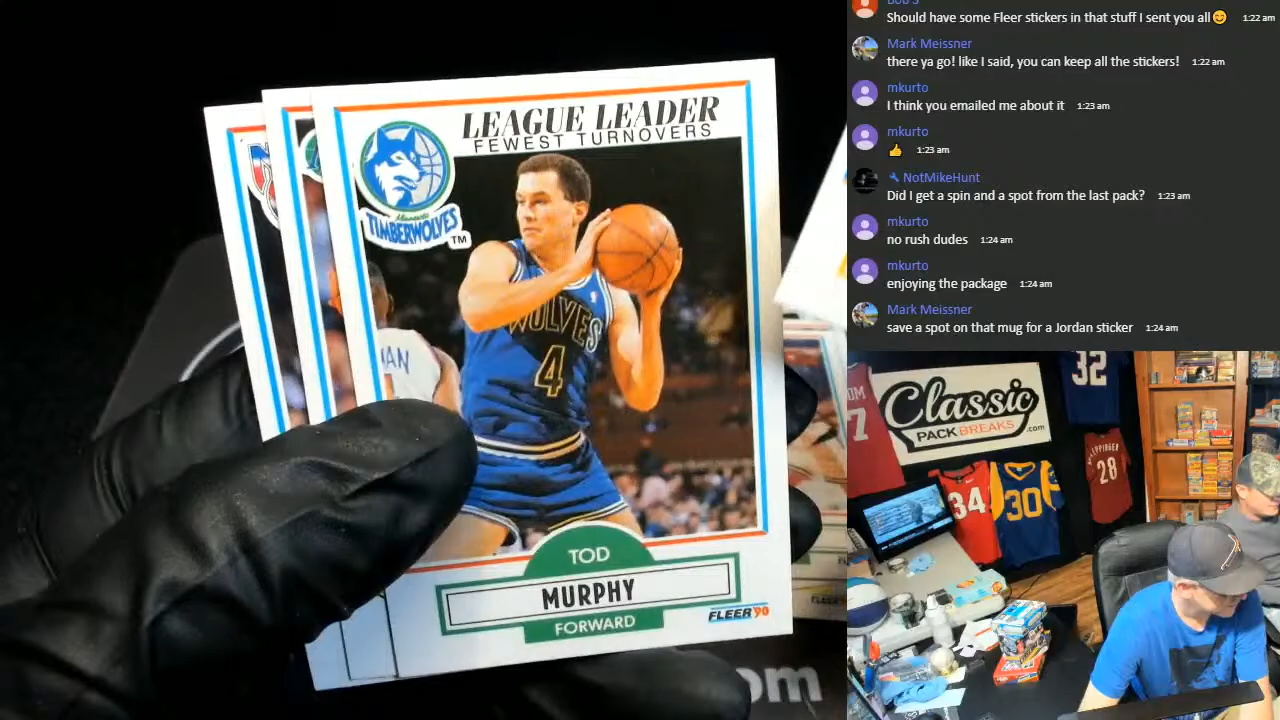 LEAGUE LEADER
FEWEST TURNOVERS
Minnesota
TIMBERWOLVES
TM
WOLVES
4
TOD
MURPHY
FORWARD
FLEER '90
om
Should have some Fleer stickers in that stuff I sent you all😊 1:22 am
Mark Meissner
there ya go! like I said, you can keep all the stickers! 1:22 am
mkurto
I think you emailed me about it 1:23 am
mkurto
👍 1:23 am
NotMikeHunt
Did I get a spin and a spot from the last pack? 1:23 am
mkurto
no rush dudes 1:24 am
mkurto
enjoying the package 1:24 am
Mark Meissner
save a spot on that mug for a Jordan sticker 1:24 am
Classic
PACK BREAKS.com
32
7
34
30
28